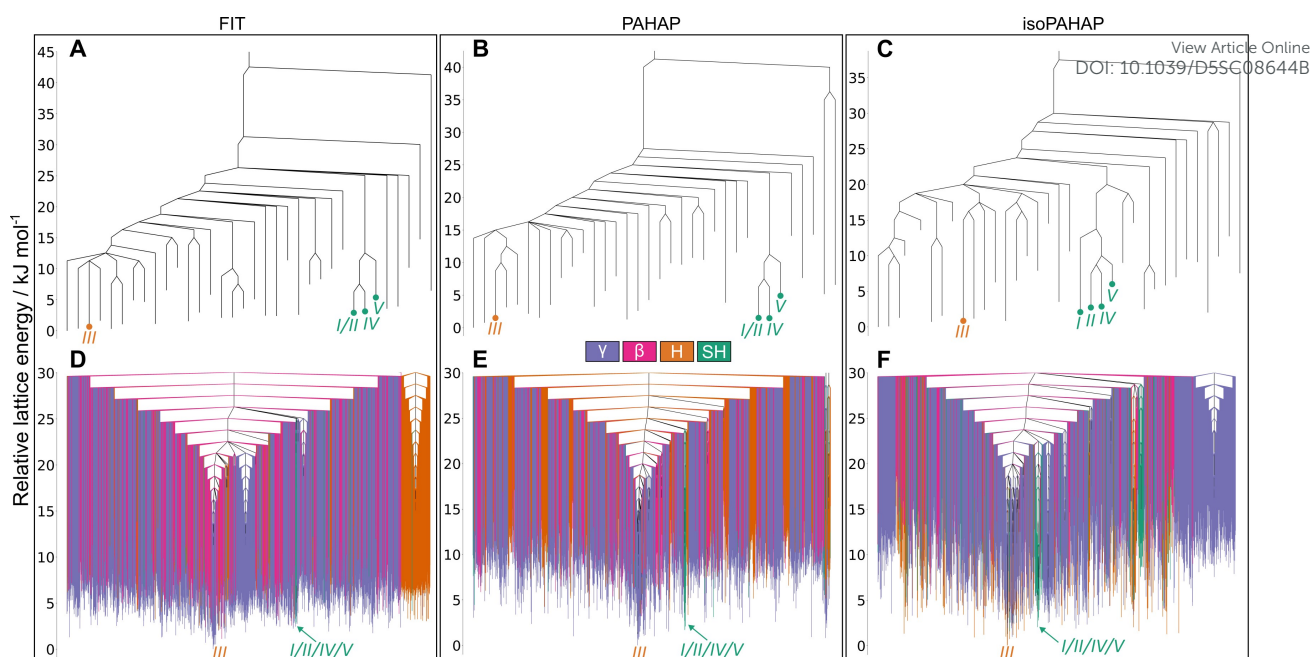 FIT PAHAP isoPAHAP
View Article Online
DOI: 10.1039/D5SC08644B
A B C
45 40 35 30 25 20 15 10 5 0
40 35 30 25 20 15 10 5 0
35 30 25 20 15 10 5 0
Relative lattice energy / kJ mol⁻¹
III I/II IV V
III I/II IV V
III I II IV V
γ β H SH
D E F
30 25 20 15 10 5 0
30 25 20 15 10 5 0
30 25 20 15 10 5 0
III I/II/IV/V
III I/II/IV/V
III I/II/IV/V